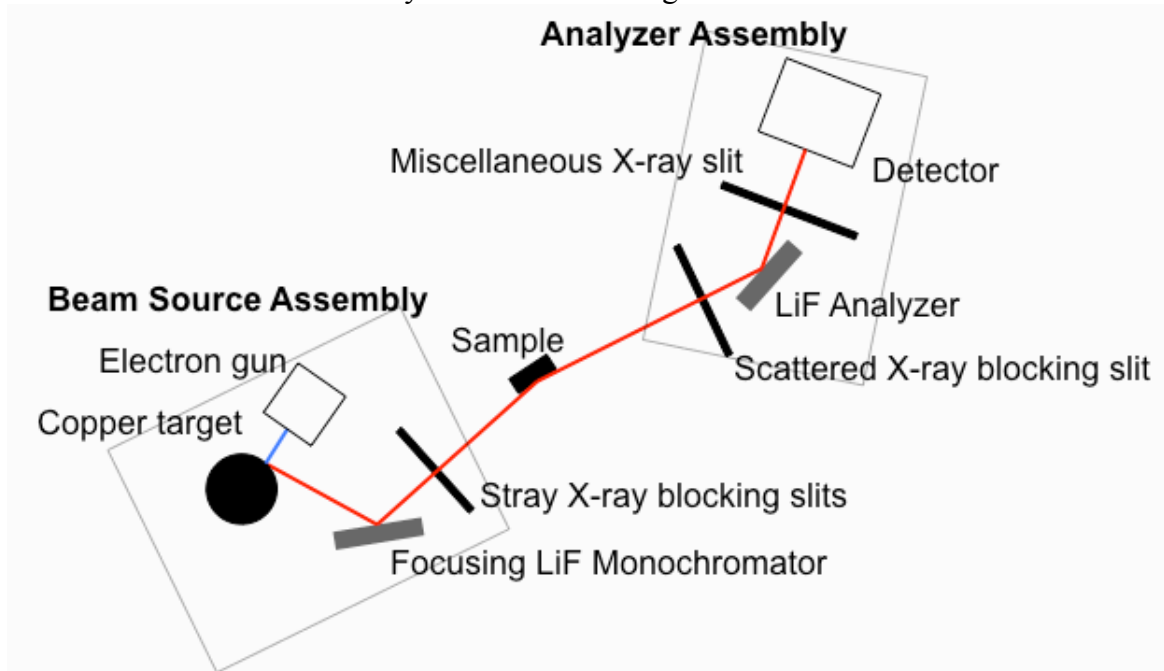 Analyzer Assembly
Miscellaneous X-ray slit
Detector
Beam Source Assembly
LiF Analyzer
Sample
Electron gun
Scattered X-ray blocking slit
Copper target
Stray X-ray blocking slits
Focusing LiF Monochromator